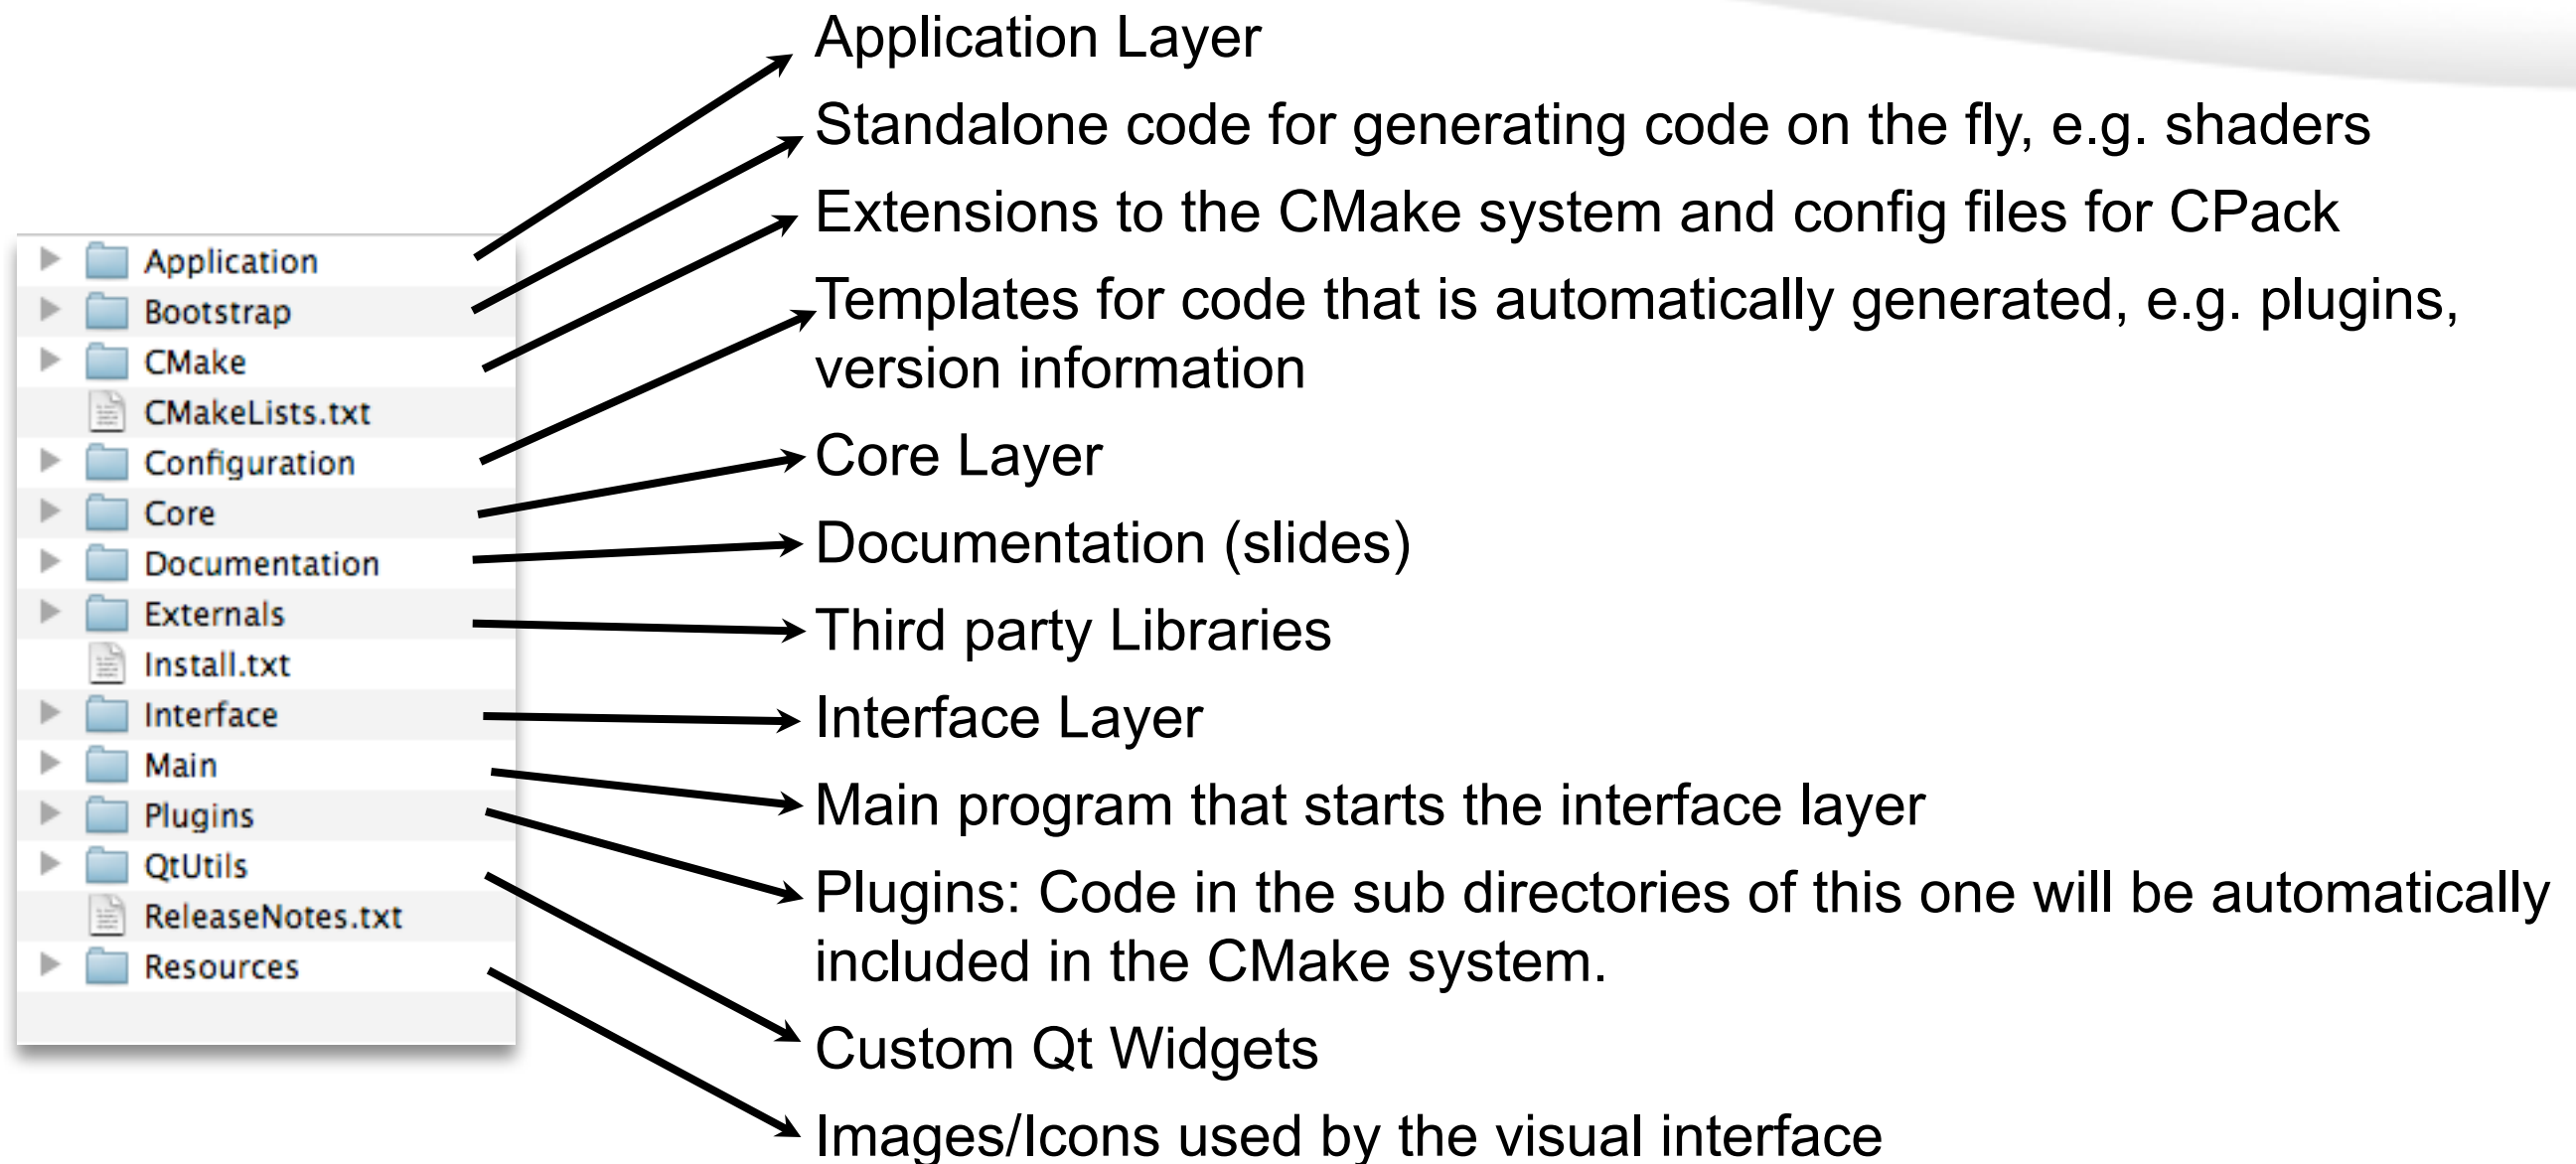 Application
Bootstrap
CMake
CMakeLists.txt
Configuration
Core
Documentation
Externals
Install.txt
Interface
Main
Plugins
QtUtils
ReleaseNotes.txt
Resources
Application Layer
Standalone code for generating code on the fly, e.g. shaders
Extensions to the CMake system and config files for CPack
Templates for code that is automatically generated, e.g. plugins,
version information
Core Layer
Documentation (slides)
Third party Libraries
Interface Layer
Main program that starts the interface layer
Plugins: Code in the sub directories of this one will be automatically
included in the CMake system.
Custom Qt Widgets
Images/Icons used by the visual interface